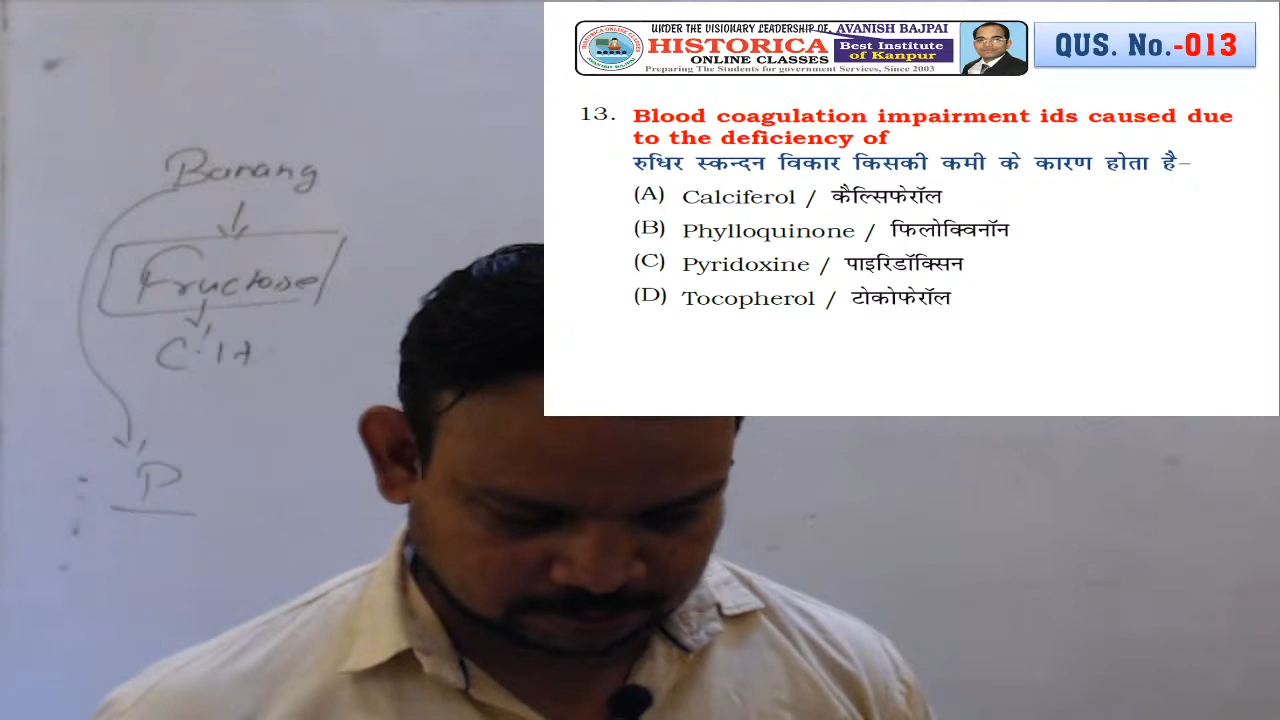 UNDER THE VISIONARY LEADERSHIP OF, AVANISH BAJPAI
HISTORICA
ONLINE CLASSES
Best Institute
of Kanpur
Preparing The Students for government Services, Since 2003
QUS. No.-013
13. Blood coagulation impairment ids caused due
to the deficiency of
रुधिर स्कन्दन विकार किसकी कमी के कारण होता है-
(A) Calciferol / कैल्सिफेरॉल
(B) Phylloquinone / फिलोक्विनॉन
(C) Pyridoxine / पाइरिडॉक्सिन
(D) Tocopherol / टोकोफेरॉल
Fructose
P